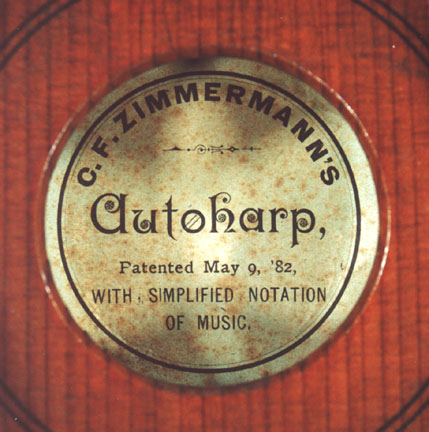 C. F. ZIMMERMANN'S
Autoharp,
Patented May 9, '82,
WITH SIMPLIFIED NOTATION
OF MUSIC.